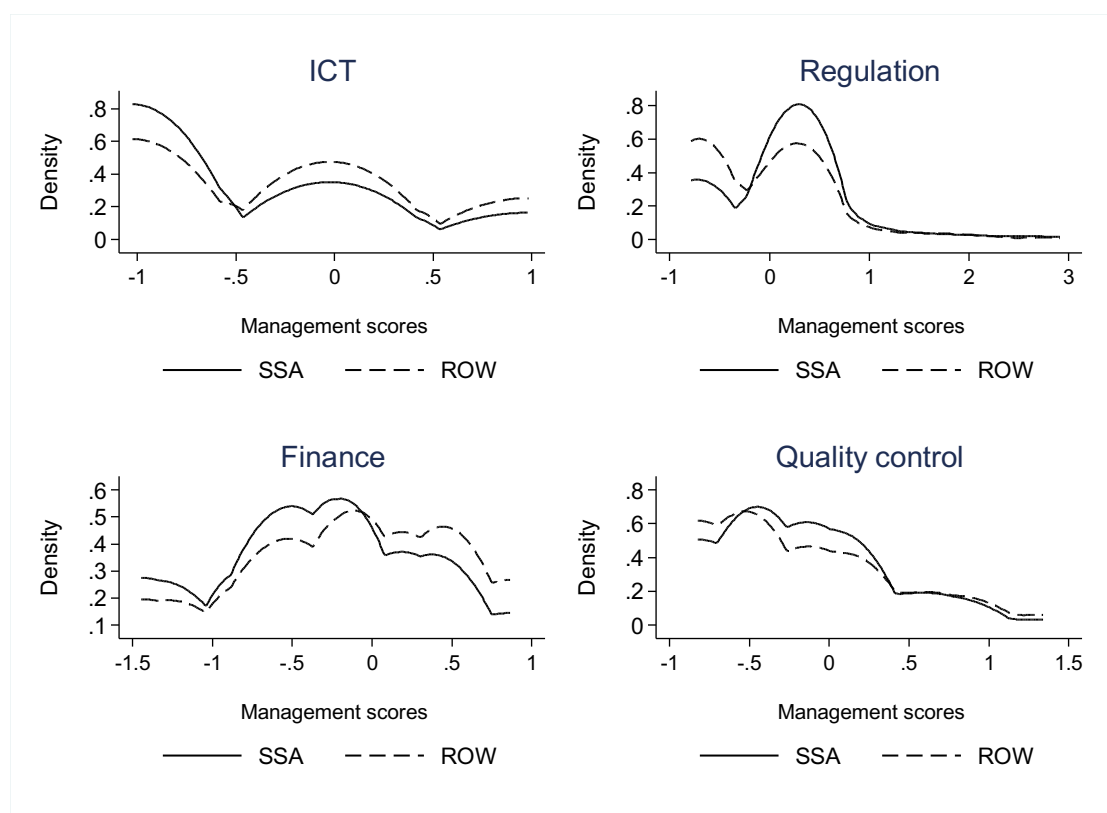 ICT
Density
.8
.6
.4
.2
0
-1 -.5 0 .5 1
Management scores
SSA ROW
Regulation
Density
.8
.6
.4
.2
0
-1 0 1 2 3
Management scores
SSA ROW
Finance
Density
.6
.5
.4
.3
.2
.1
-1.5 -1 -.5 0 .5 1
Management scores
SSA ROW
Quality control
Density
.8
.6
.4
.2
0
-1 -.5 0 .5 1 1.5
Management scores
SSA ROW